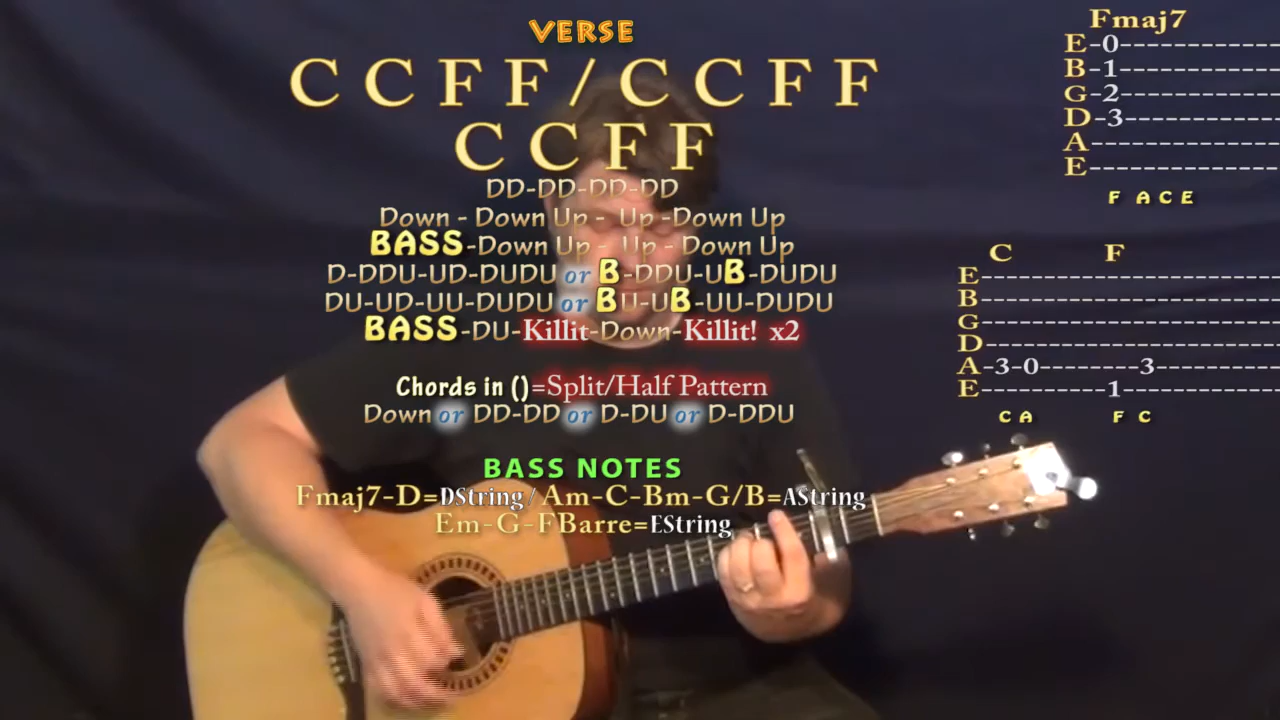 VERSE
C C F F / C C F F
C C F F
DD-DD-DD-DD
Down - Down Up - Up -Down Up
BASS-Down Up - Up - Down Up
D-DDU-UD-DUDU or B-DDU-UB-DUDU
DU-UD-UU-DUDU or BU-UB-UU-DUDU
BASS-DU-Killit-Down-Killit! x2
Chords in ()=Split/Half Pattern
Down or DD-DD or D-DU or D-DDU
BASS NOTES
Fmaj7-D=DString / Am-C-Bm-G/B=AString
Em-G-FBarre=EString
Fmaj7
E-0------------
B-1------------
G-2------------
D-3------------
A--------------
E--------------
F A C E
C F
E-----------------------
B-----------------------
G-----------------------
D-----------------------
A-3-0--------3----------
E----------1------------
C A F C